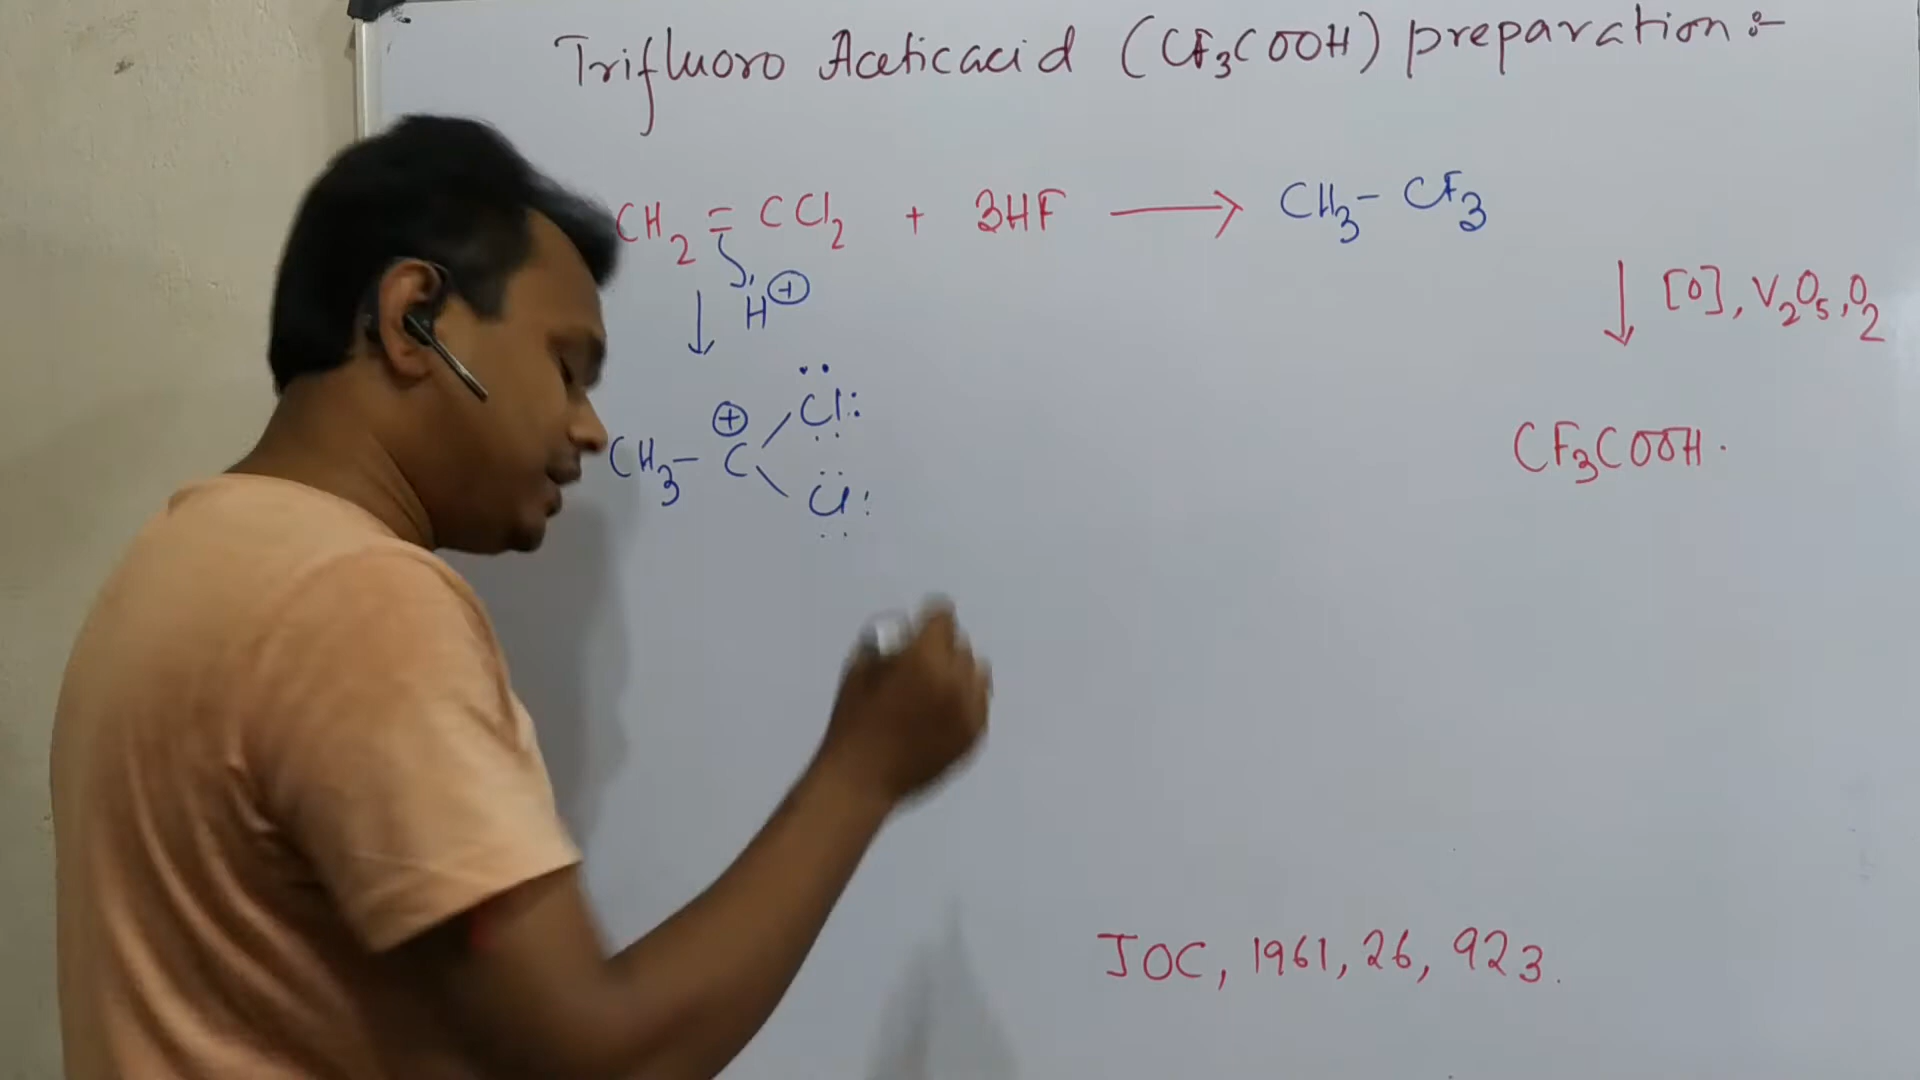 Trifluoro Aceticacid (CF₃COOH) preparation :-
CH₂ = CCl₂ + 3HF ⟶ CH₃- CF₃
H⊕
[O], V₂O₅, O₂
⊕ Cl
CH₃- C
Cl
CF₃COOH.
JOC, 1961, 26, 923.